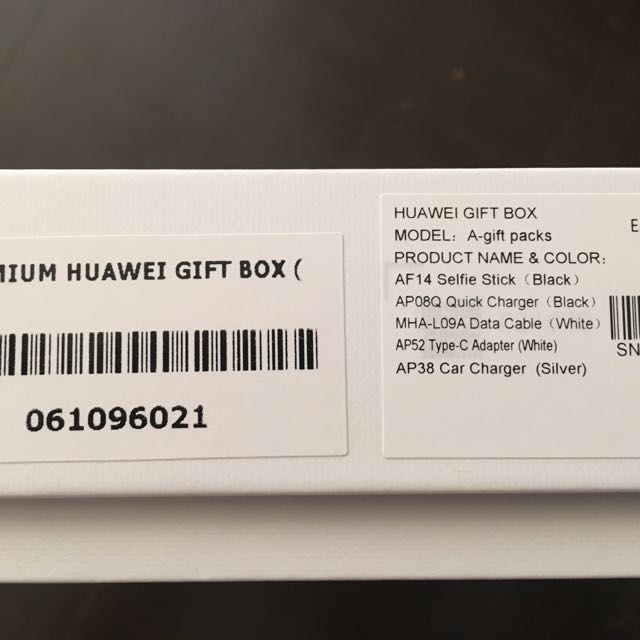 MIUM HUAWEI GIFT BOX (
061096021
HUAWEI GIFT BOX
MODEL: A-gift packs
PRODUCT NAME & COLOR:
AF14 Selfie Stick (Black)
AP08Q Quick Charger (Black)
MHA-L09A Data Cable (White)
AP52 Type-C Adapter (White)
AP38 Car Charger (Silver)
E
SN